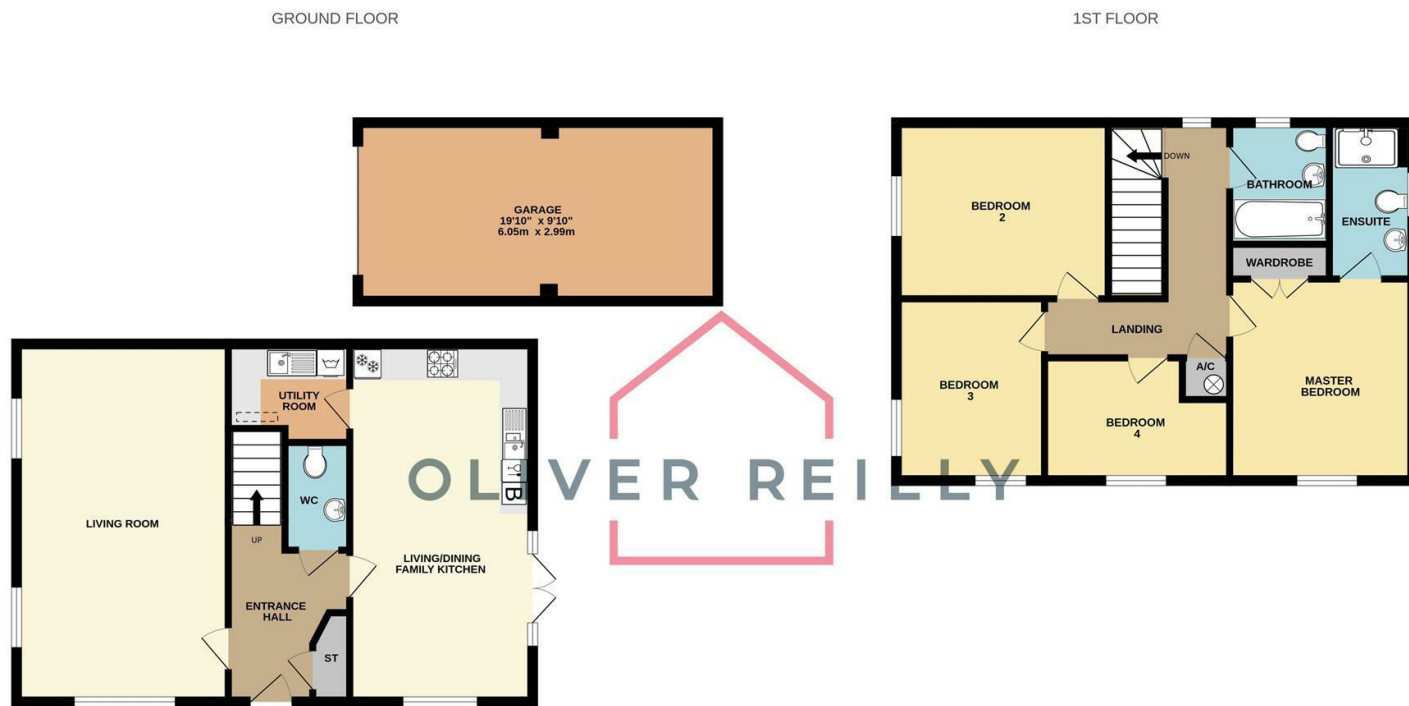 GROUND FLOOR
1ST FLOOR
GARAGE
19'10" x 9'10"
6.05m x 2.99m
UTILITY
ROOM
WC
LIVING ROOM
UP
LIVING/DINING
FAMILY KITCHEN
ENTRANCE
HALL
ST
B
OLIVER REILLY
BEDROOM
2
DOWN
BATHROOM
ENSUITE
WARDROBE
LANDING
A/C
BEDROOM
3
BEDROOM
4
MASTER
BEDROOM